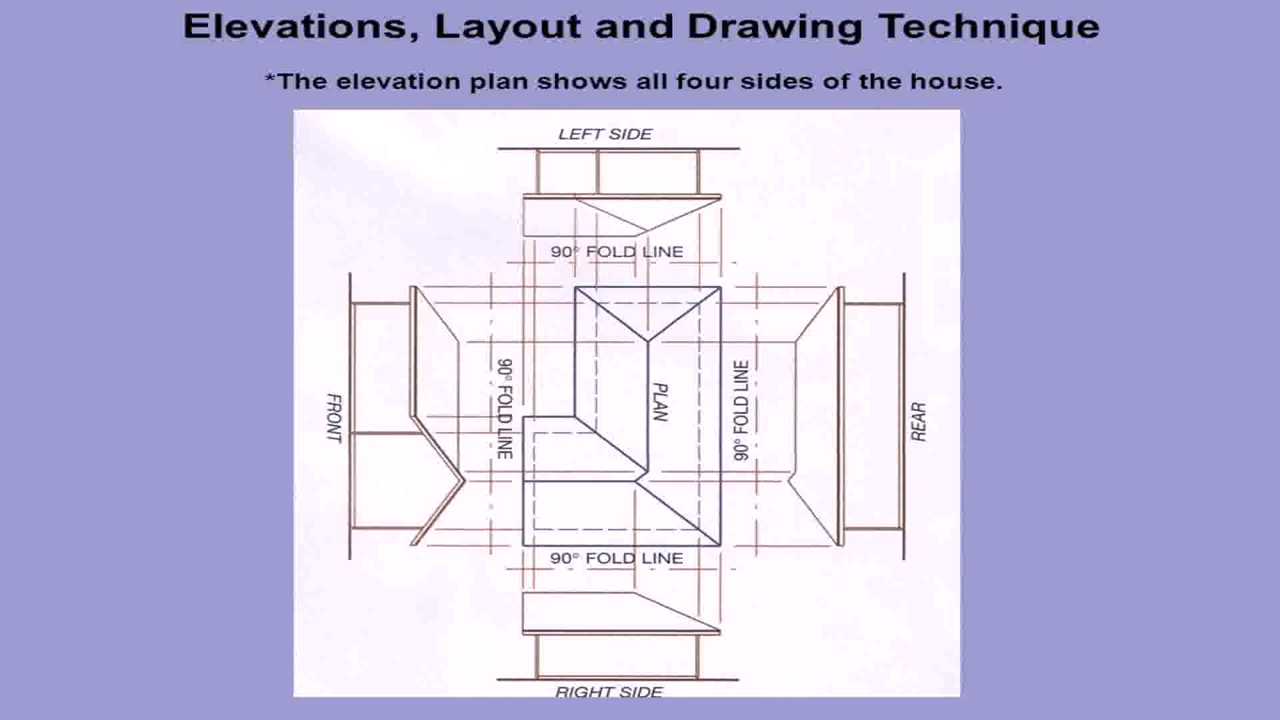 Elevations, Layout and Drawing Technique
*The elevation plan shows all four sides of the house.
LEFT SIDE
90° FOLD LINE
FRONT
90° FOLD LINE
PLAN
90° FOLD LINE
REAR
90° FOLD LINE
RIGHT SIDE